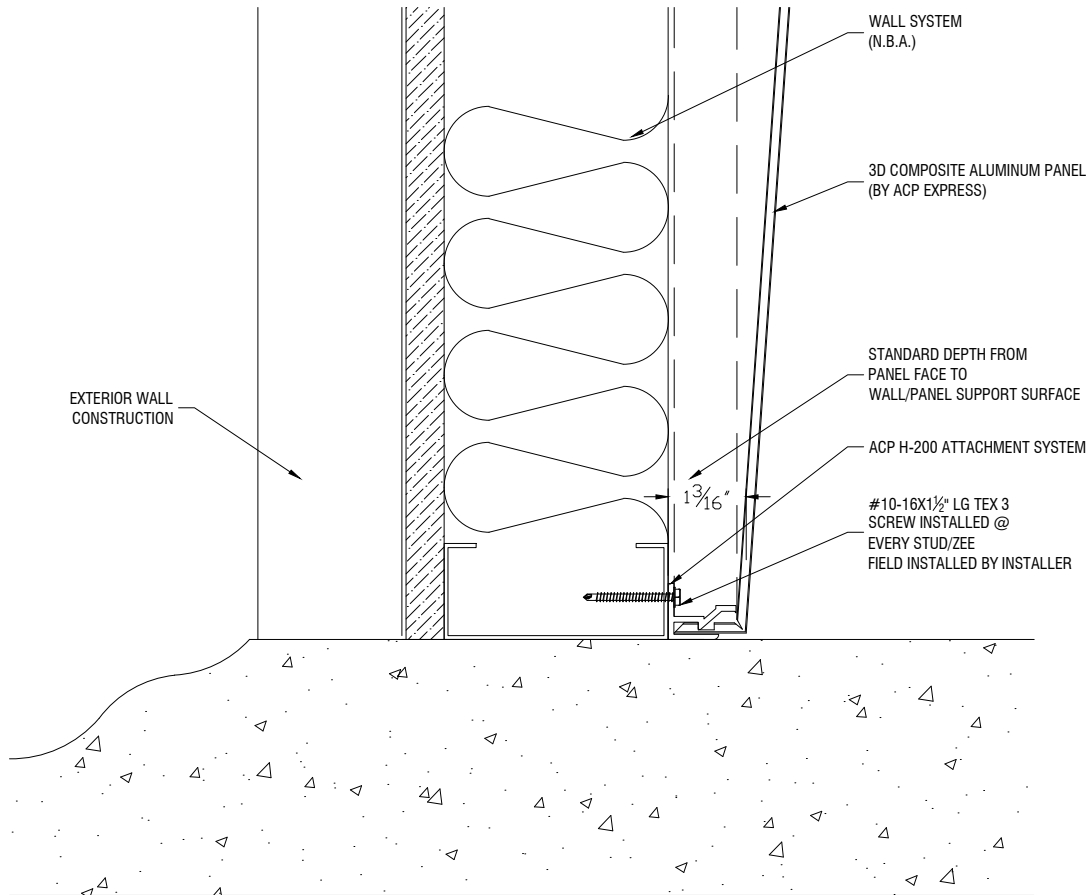 WALL SYSTEM
(N.B.A.)
3D COMPOSITE ALUMINUM PANEL
(BY ACP EXPRESS)
STANDARD DEPTH FROM
PANEL FACE TO
WALL/PANEL SUPPORT SURFACE
EXTERIOR WALL
CONSTRUCTION
ACP H-200 ATTACHMENT SYSTEM
1 3/16"
#10-16X1½" LG TEX 3
SCREW INSTALLED @
EVERY STUD/ZEE
FIELD INSTALLED BY INSTALLER